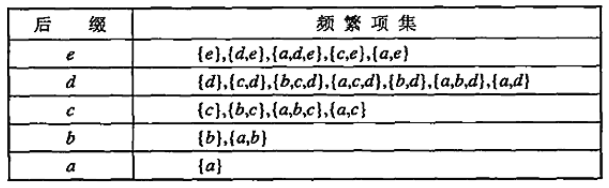 后 缀 频 繁 项 集
e {e},{d,e},{a,d,e},{c,e},{a,e}
d {d},{c,d},{b,c,d},{a,c,d},{b,d},{a,b,d},{a,d}
c {c},{b,c},{a,b,c},{a,c}
b {b},{a,b}
a {a}